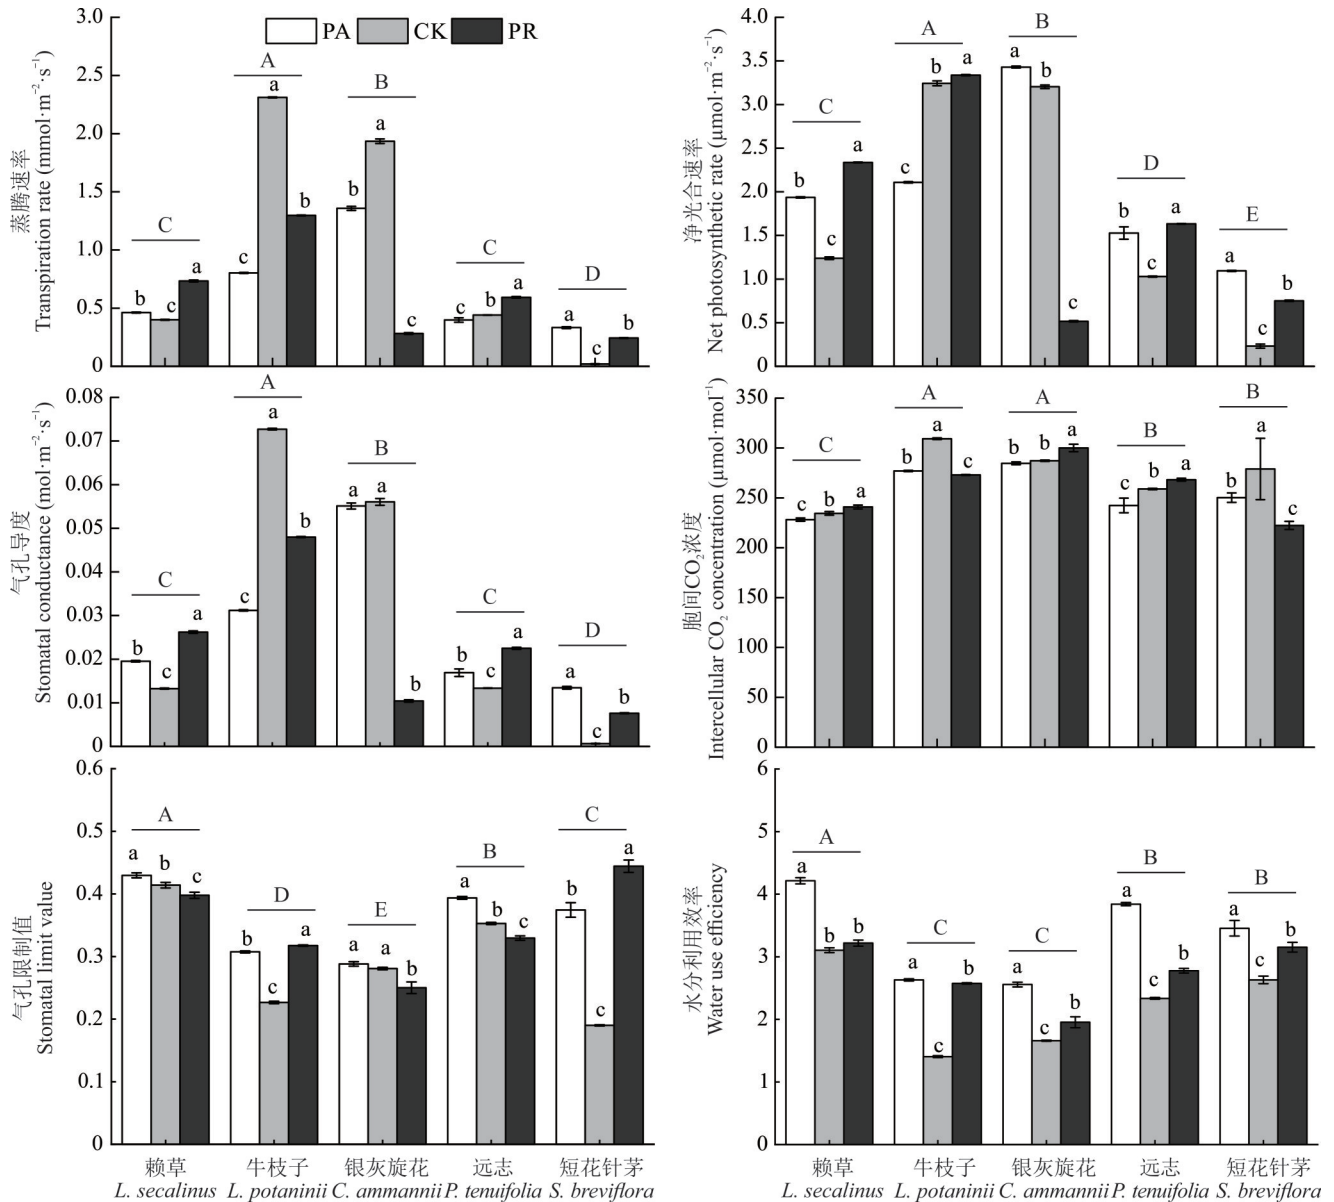 PA CK PR
蒸腾速率
Transpiration rate (mmol·m⁻²·s⁻¹)
3.0
2.5
2.0
1.5
1.0
0.5
0
C A B C D
b c a
c a b
b a c
c b a
a c b
净光合速率
Net photosynthetic rate (μmol·m⁻²·s⁻¹)
4.0
3.5
3.0
2.5
2.0
1.5
1.0
0.5
0
C A B D E
b c a
c b a
a b c
b c a
a c b
气孔导度
Stomatal conductance (mol·m⁻²·s⁻¹)
0.08
0.07
0.06
0.05
0.04
0.03
0.02
0.01
0
C A B C D
b c a
c a b
a a b
b c a
a c b
胞间CO₂浓度
Intercellular CO₂ concentration (μmol·mol⁻¹)
350
300
250
200
150
100
50
0
C A A B B
c b a
b a c
b b a
c b a
b a c
气孔限制值
Stomatal limit value
0.6
0.5
0.4
0.3
0.2
0.1
0
A D E B C
a b c
b c a
a a b
a b c
b c a
水分利用效率
Water use efficiency
6
5
4
3
2
1
0
A C C B B
a b b
a c b
a c b
a c b
a c b
赖草 牛枝子 银灰旋花 远志 短花针茅
L. secalinus L. potaninii C. ammannii P. tenuifolia S. breviflora
赖草 牛枝子 银灰旋花 远志 短花针茅
L. secalinus L. potaninii C. ammannii P. tenuifolia S. breviflora